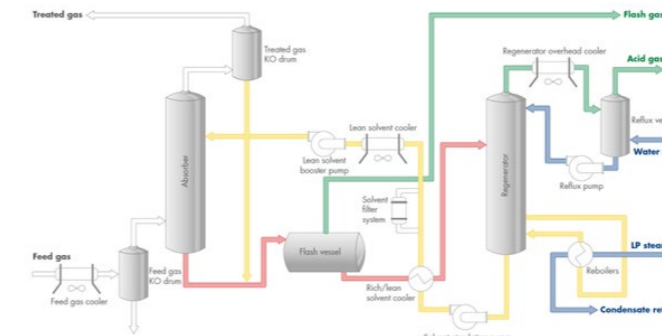 Treated gas
Flash gas
Treated gas
KO drum
Regenerator overhead cooler
Acid gas
Lean solvent cooler
Reflux
Absorber
Lean solvent
booster pump
Regenerator
Water
Reflux pump
Solvent
filter
system
Feed gas
Flash vessel
LP
Feed gas
KO drum
Rich/lean
solvent cooler
Reboilers
Feed gas cooler
Condensate